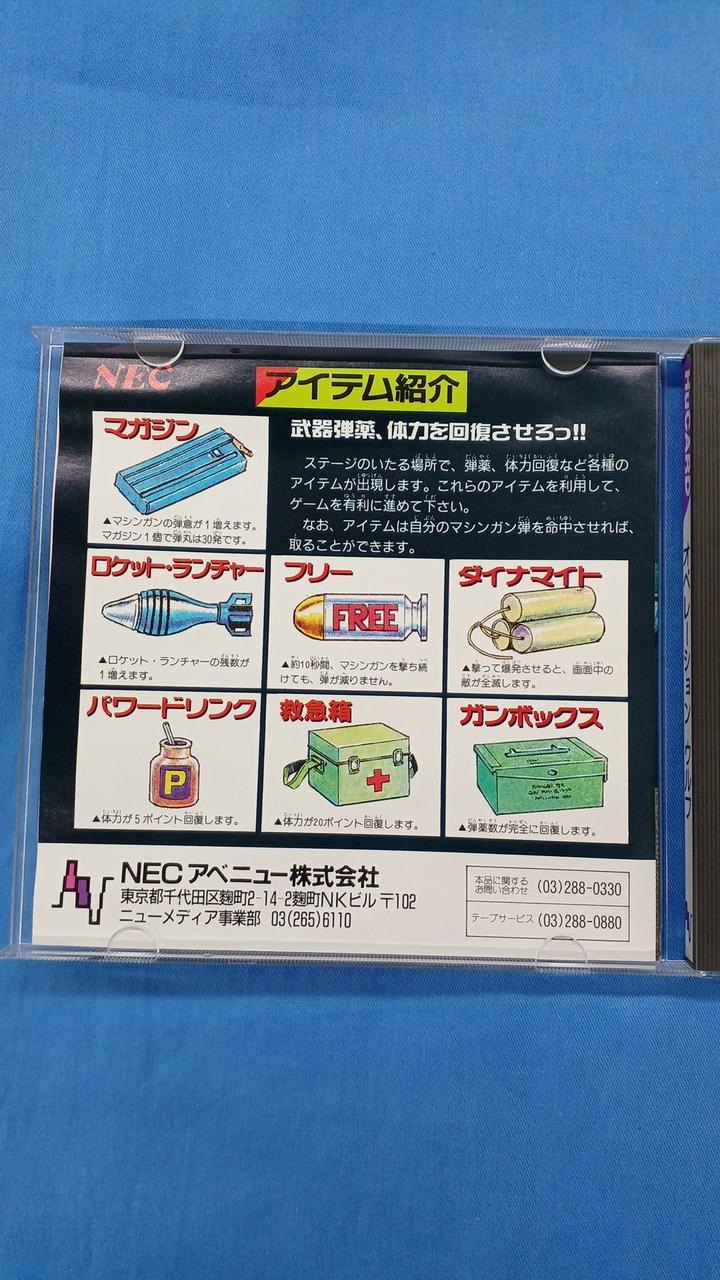 NEC
アイテム紹介
武器弾薬、体力を回復させろっ!!
ステージのいたる場所で、弾薬、体力回復など各種の
アイテムが出現します。これらのアイテムを利用して、
ゲームを有利に進めて下さい。
なお、アイテムは自分のマシンガン弾を命中させれば、
取ることができます。
マガジン
▲マシンガンの弾倉が1増えます。
マガジン1個で弾丸は30発です。
ロケット・ランチャー
▲ロケット・ランチャーの残数が
1増えます。
フリー
FREE
▲約10秒間、マシンガンを撃ち続
けても、弾が減りません。
ダイナマイト
▲撃って爆発させると、画面中の
敵が全滅します。
パワードリンク
P
▲体力が5ポイント回復します。
救急箱
▲体力が20ポイント回復します。
ガンボックス
▲弾薬数が完全に回復します。
NECアベニュー株式会社
東京都千代田区麹町2-14-2麹町NKビル 〒102
ニューメディア事業部 03(265)6110
本品に関する
お問い合わせ (03)288-0330
テープサービス (03)288-0880
HuCARD
オペレーション ウルフ